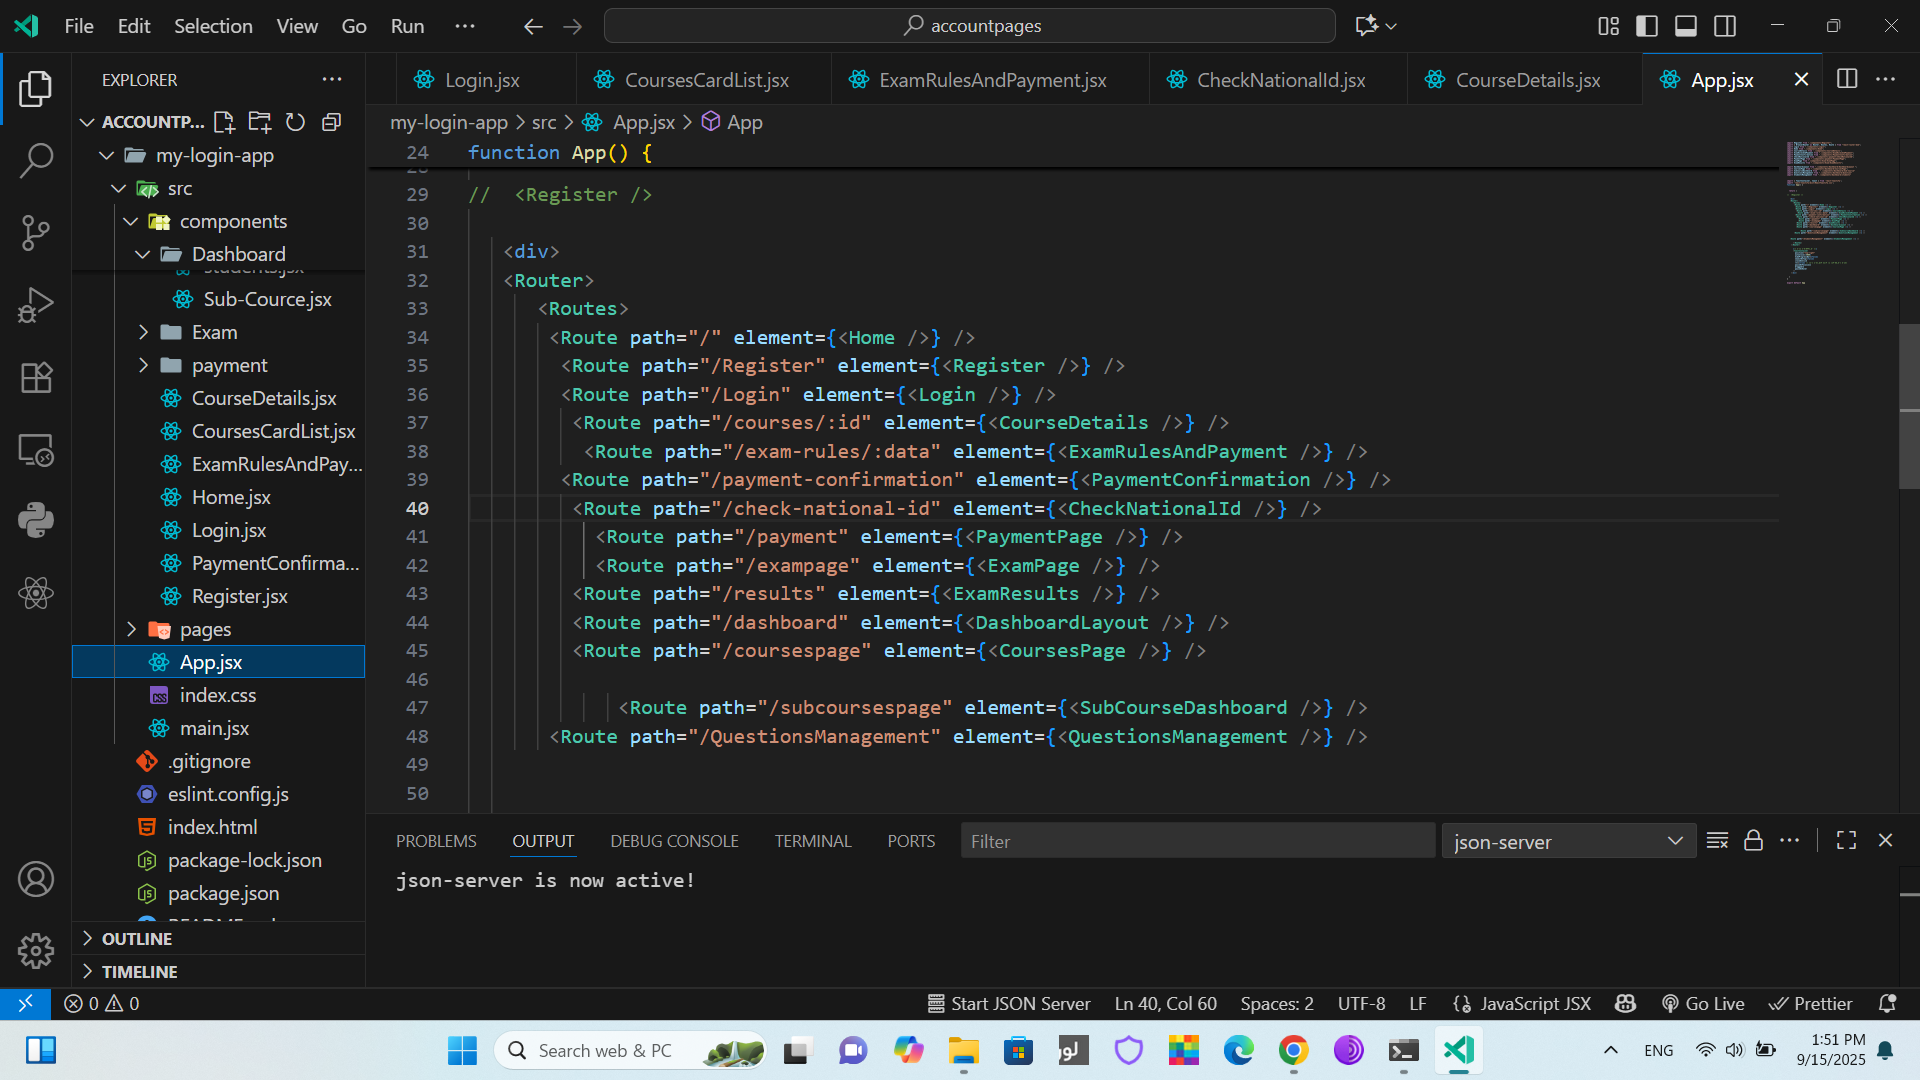 File Edit Selection View Go Run ··· accountpages
EXPLORER ···
ACCOUNTP...
my-login-app
src
components
Dashboard
Students.jsx
Sub-Cource.jsx
Exam
payment
CourseDetails.jsx
CoursesCardList.jsx
ExamRulesAndPay...
Home.jsx
Login.jsx
PaymentConfirma...
Register.jsx
pages
App.jsx
index.css
main.jsx
.gitignore
eslint.config.js
index.html
package-lock.json
package.json
OUTLINE
TIMELINE
Login.jsx CoursesCardList.jsx ExamRulesAndPayment.jsx CheckNationalId.jsx CourseDetails.jsx App.jsx
my-login-app > src > App.jsx > App
24 function App() {
29 //  <Register />
30
31 <div>
32 <Router>
33 <Routes>
34 <Route path="/" element={<Home />} />
35 <Route path="/Register" element={<Register />} />
36 <Route path="/Login" element={<Login />} />
37 <Route path="/courses/:id" element={<CourseDetails />} />
38 <Route path="/exam-rules/:data" element={<ExamRulesAndPayment />} />
39 <Route path="/payment-confirmation" element={<PaymentConfirmation />} />
40 <Route path="/check-national-id" element={<CheckNationalId />} />
41 <Route path="/payment" element={<PaymentPage />} />
42 <Route path="/exampage" element={<ExamPage />} />
43 <Route path="/results" element={<ExamResults />} />
44 <Route path="/dashboard" element={<DashboardLayout />} />
45 <Route path="/coursespage" element={<CoursesPage />} />
46
47 <Route path="/subcoursespage" element={<SubCourseDashboard />} />
48 <Route path="/QuestionsManagement" element={<QuestionsManagement />} />
49
50
PROBLEMS OUTPUT DEBUG CONSOLE TERMINAL PORTS Filter json-server
json-server is now active!
0 0 Start JSON Server Ln 40, Col 60 Spaces: 2 UTF-8 LF JavaScript JSX Go Live Prettier
Search web & PC
ENG
1:51 PM
9/15/2025